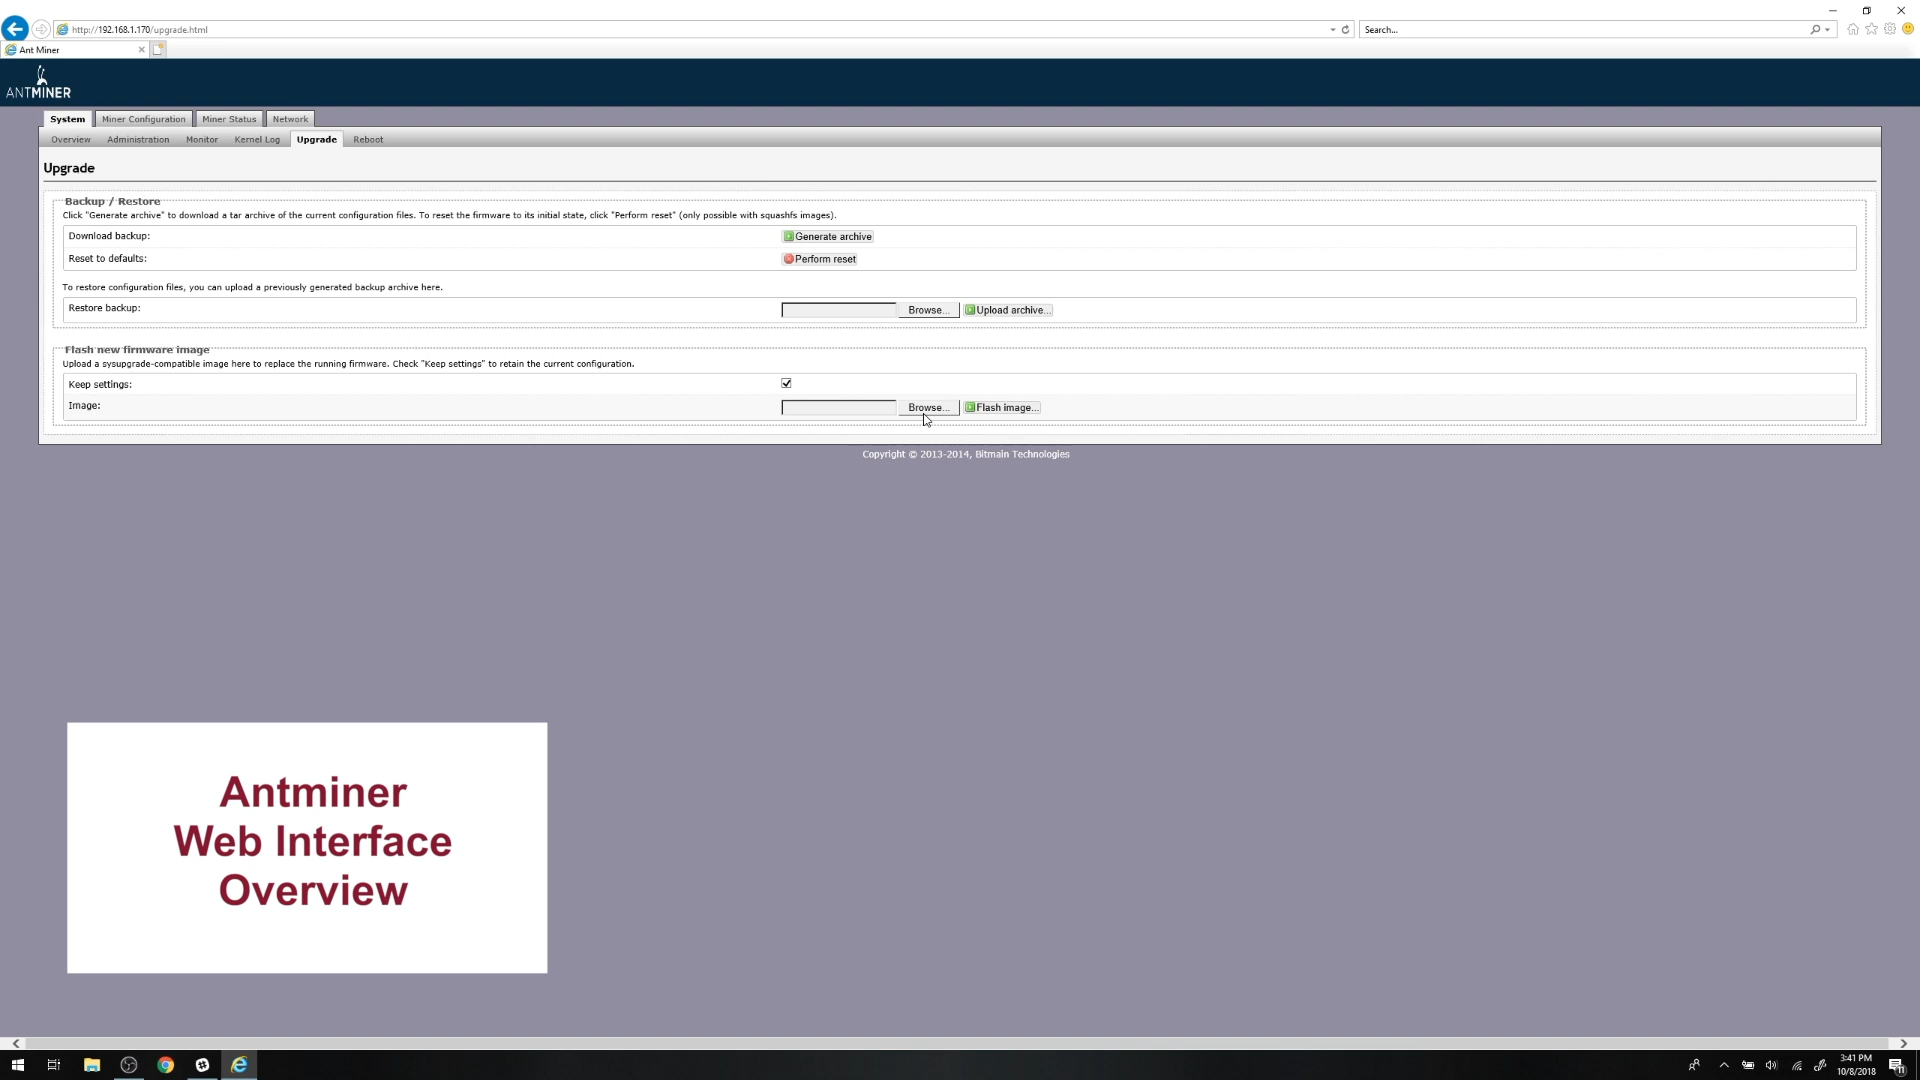 http://192.168.1.170/upgrade.html
Search...
Ant Miner
ANTMINER
System Miner Configuration Miner Status Network
Overview Administration Monitor Kernel Log Upgrade Reboot
Upgrade
Backup / Restore
Click "Generate archive" to download a tar archive of the current configuration files. To reset the firmware to its initial state, click "Perform reset" (only possible with squashfs images).
Download backup: Generate archive
Reset to defaults: Perform reset
To restore configuration files, you can upload a previously generated backup archive here.
Restore backup: Browse... Upload archive...
Flash new firmware image
Upload a sysupgrade-compatible image here to replace the running firmware. Check "Keep settings" to retain the current configuration.
Keep settings:
Image: Browse... Flash image...
Copyright © 2013-2014, Bitmain Technologies
Antminer
Web Interface
Overview
3:41 PM
10/8/2018